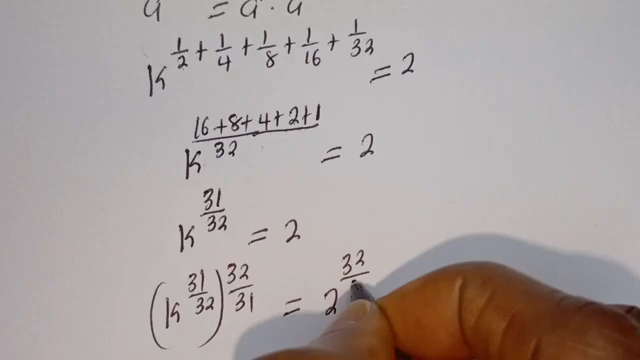 a = a · a
k^(1/2 + 1/4 + 1/8 + 1/16 + 1/32) = 2
k^((16+8+4+2+1)/32) = 2
k^(31/32) = 2
(k^(31/32))^(32/31) = 2^(32/